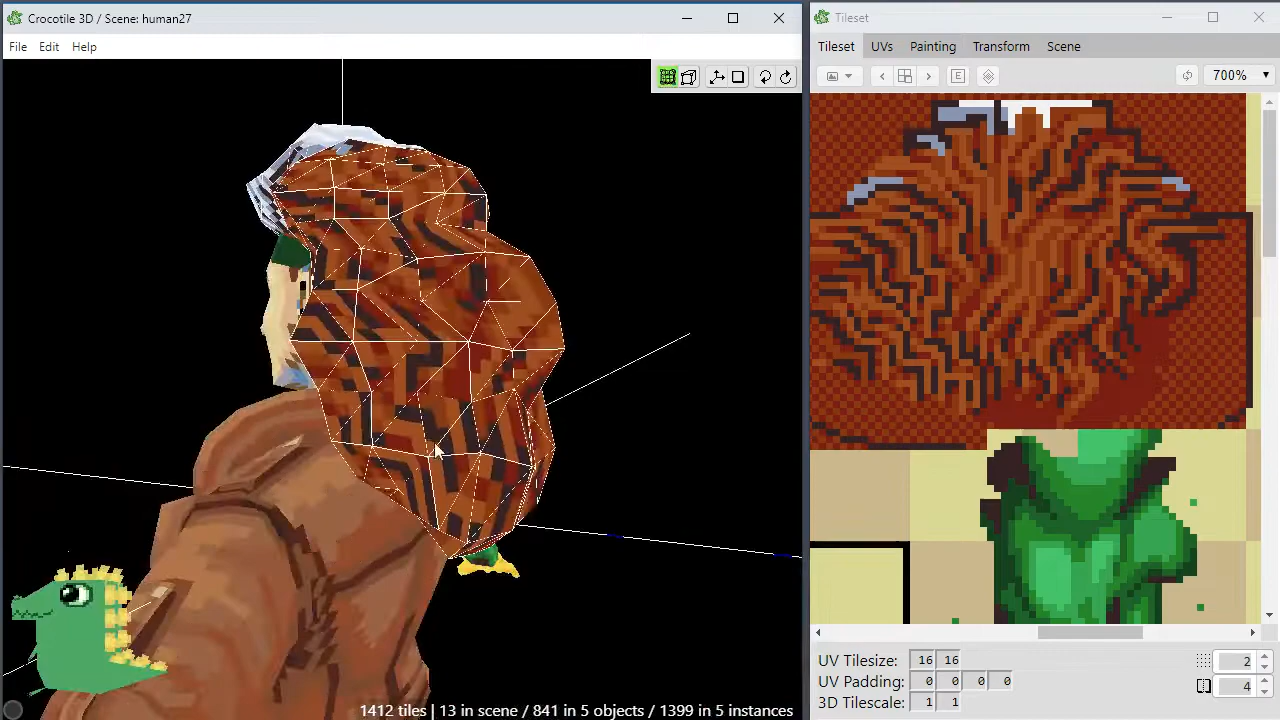 Crocotile 3D / Scene: human27
File Edit Help
1412 tiles | 13 in scene / 841 in 5 objects / 1399 in 5 instances
Tileset
Tileset UVs Painting Transform Scene
E 700%
UV Tilesize: 16 16 2
UV Padding: 0 0 0 0 4
3D Tilescale: 1 1